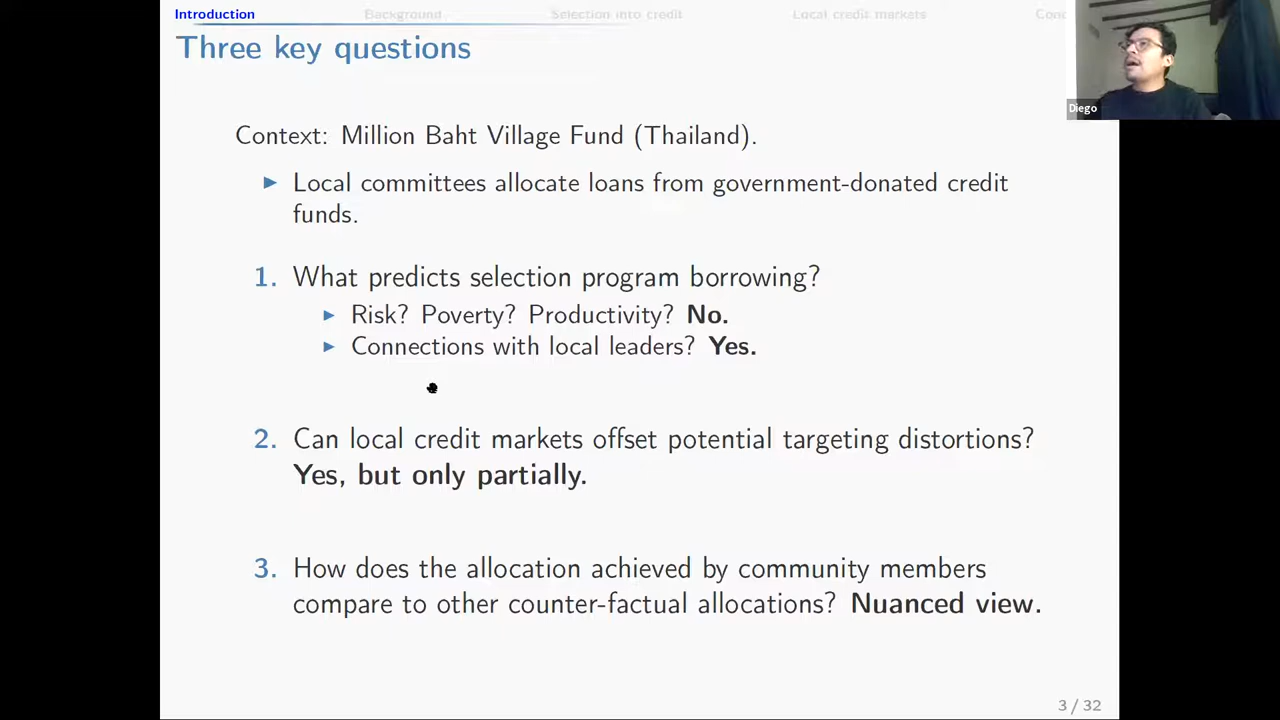 Introduction Background Selection into credit Local credit markets
Three key questions
Diego
Context: Million Baht Village Fund (Thailand).
Local committees allocate loans from government-donated credit
funds.
1. What predicts selection program borrowing?
Risk? Poverty? Productivity? No.
Connections with local leaders? Yes.
2. Can local credit markets offset potential targeting distortions?
Yes, but only partially.
3. How does the allocation achieved by community members
compare to other counter-factual allocations? Nuanced view.
3 / 32